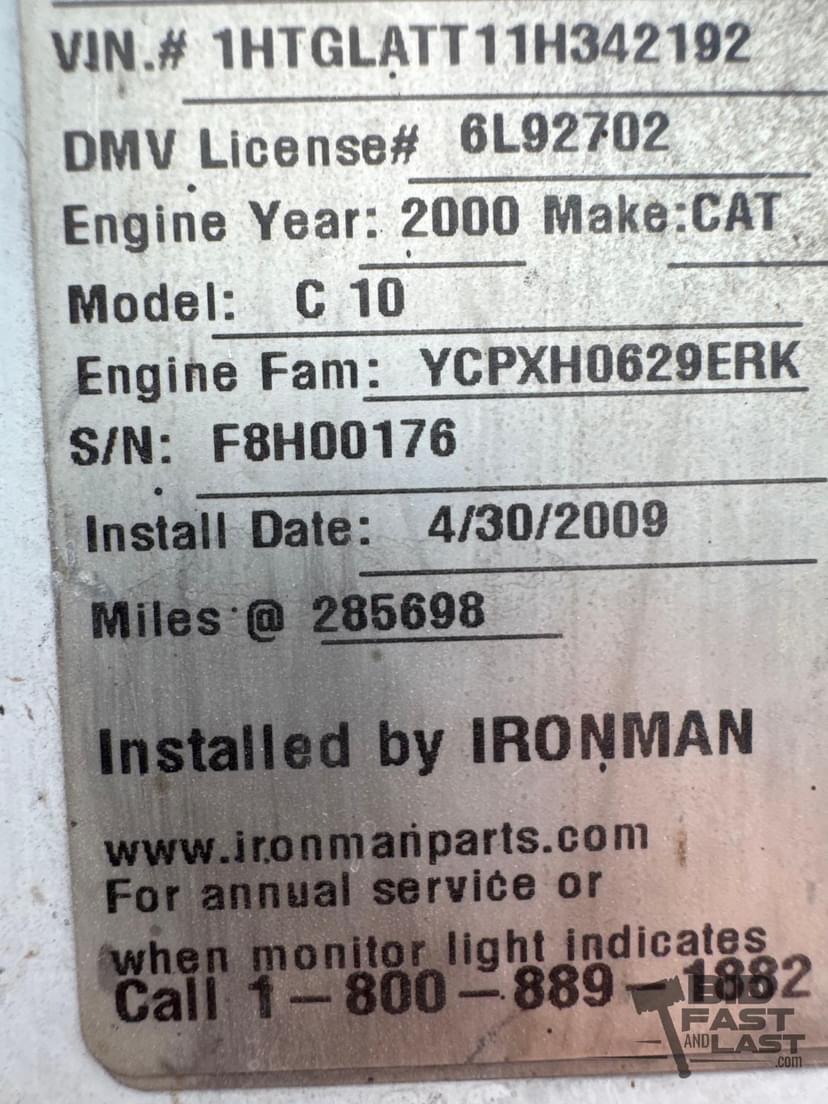 VIN.# 1HTGLATT11H342192
DMV License# 6L92702
Engine Year: 2000 Make:CAT
Model: C 10
Engine Fam: YCPXH0629ERK
S/N: F8H00176
Install Date: 4/30/2009
Miles @ 285698
Installed by IRONMAN
www.ironmanparts.com
For annual service or
when monitor light indicates
Call 1-800-889-1882
BID
FAST
AND LAST
.com